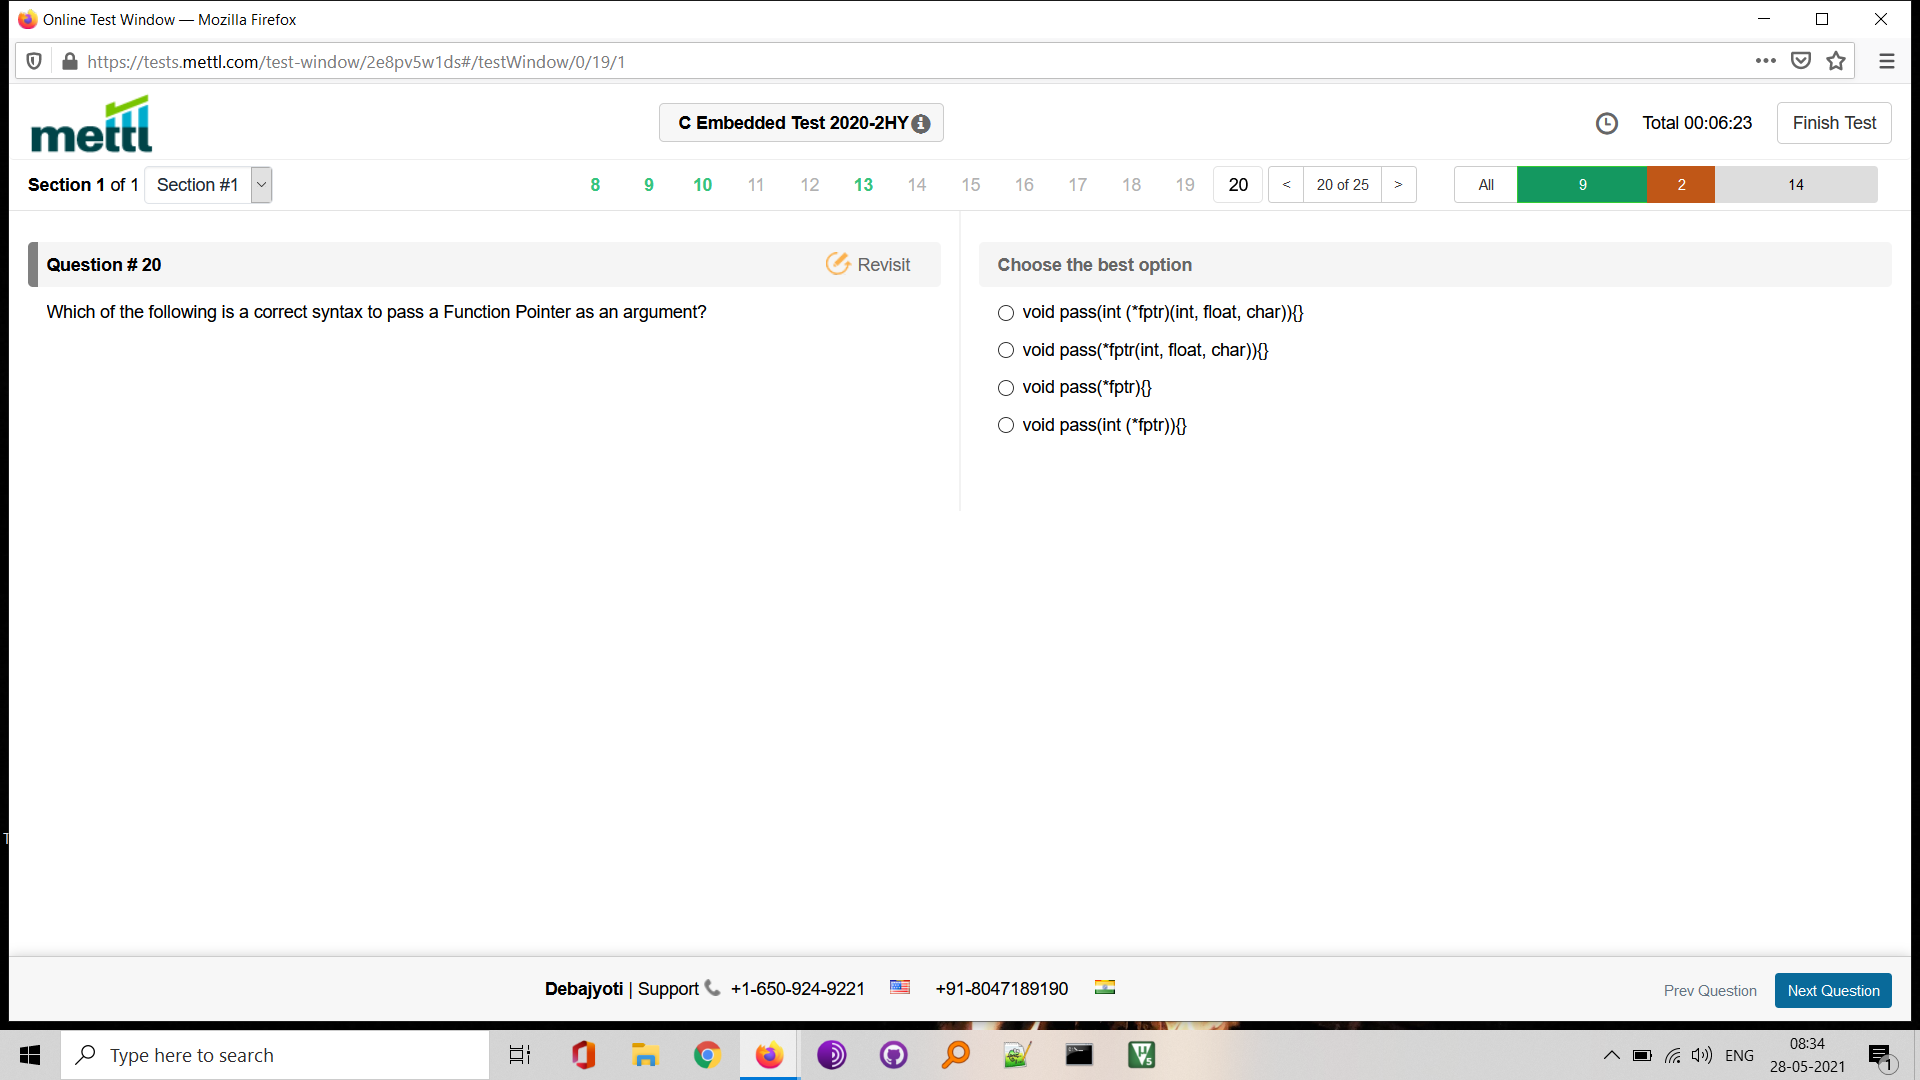 Online Test Window — Mozilla Firefox
https://tests.mettl.com/test-window/2e8pv5w1ds#/testWindow/0/19/1
mettl
C Embedded Test 2020-2HY
Total 00:06:23
Finish Test
Section 1 of 1
Section #1
8 9 10 11 12 13 14 15 16 17 18 19 20
< 20 of 25 >
All 9 2 14
Question # 20
Revisit
Which of the following is a correct syntax to pass a Function Pointer as an argument?
Choose the best option
void pass(int (*fptr)(int, float, char)){}
void pass(*fptr(int, float, char)){}
void pass(*fptr){}
void pass(int (*fptr)){}
T
Debajyoti | Support +1-650-924-9221 +91-8047189190
Prev Question
Next Question
Type here to search
ENG
08:34
28-05-2021
1